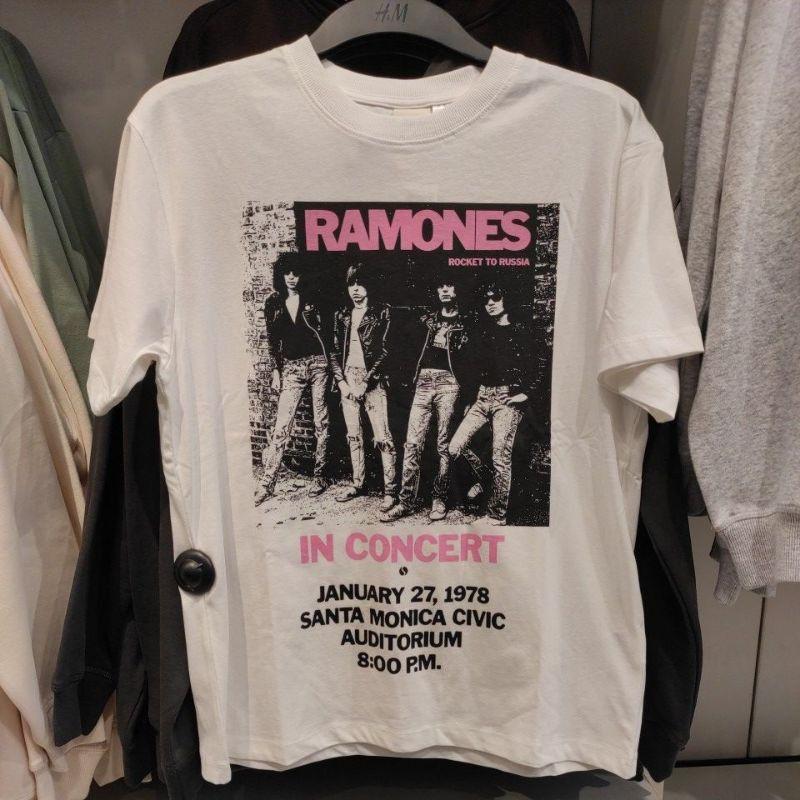 H&M
RAMONES
ROCKET TO RUSSIA
IN CONCERT
JANUARY 27, 1978
SANTA MONICA CIVIC
AUDITORIUM
8:00 P.M.